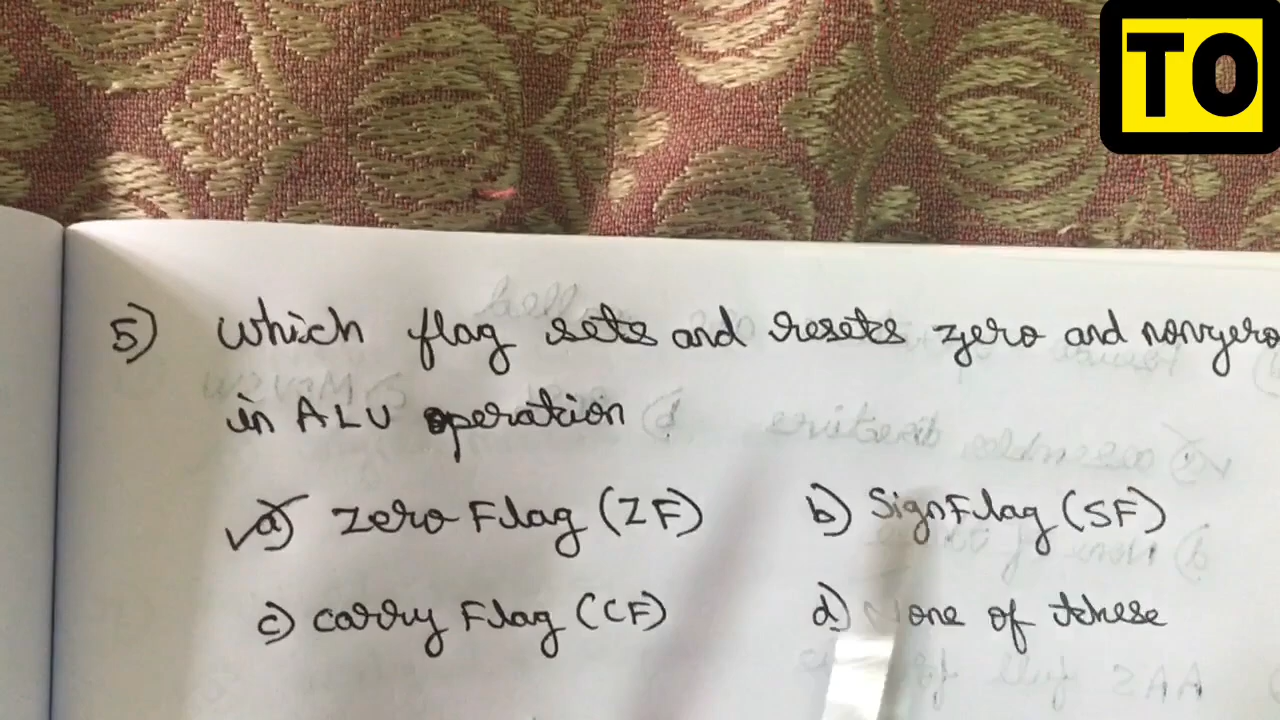 TO
5) Which flag sets and resets zero and nonzero
in ALU operation
a) Zero Flag (ZF) b) Sign Flag (SF)
c) Carry Flag (CF) d) None of these